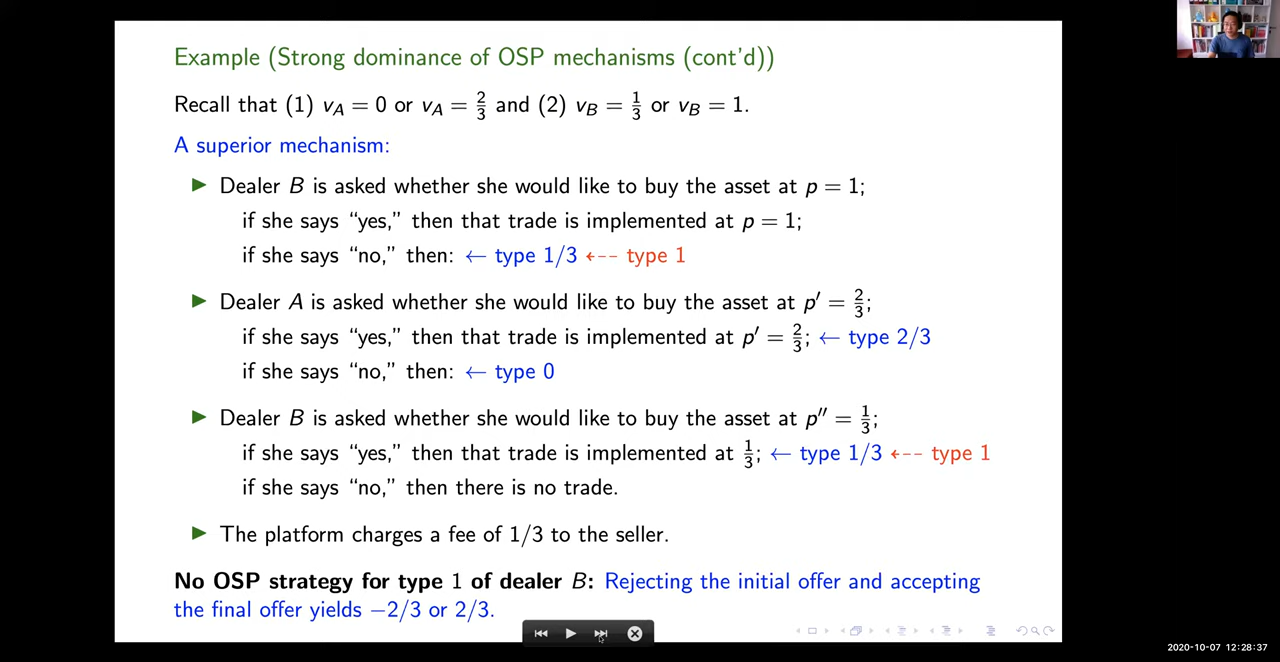 Example (Strong dominance of OSP mechanisms (cont'd))
Recall that (1) v_A = 0 or v_A = 2/3 and (2) v_B = 1/3 or v_B = 1.
A superior mechanism:
▶ Dealer B is asked whether she would like to buy the asset at p = 1;
if she says "yes," then that trade is implemented at p = 1;
if she says "no," then: ← type 1/3 ⇠ type 1
▶ Dealer A is asked whether she would like to buy the asset at p′ = 2/3;
if she says "yes," then that trade is implemented at p′ = 2/3; ← type 2/3
if she says "no," then: ← type 0
▶ Dealer B is asked whether she would like to buy the asset at p″ = 1/3;
if she says "yes," then that trade is implemented at 1/3; ← type 1/3 ⇠ type 1
if she says "no," then there is no trade.
▶ The platform charges a fee of 1/3 to the seller.
No OSP strategy for type 1 of dealer B: Rejecting the initial offer and accepting
the final offer yields −2/3 or 2/3.
2020-10-07 12:28:37